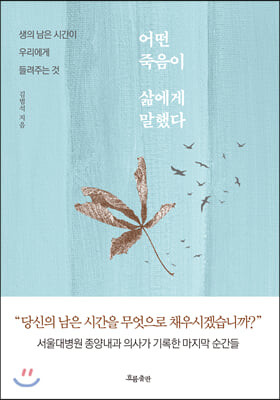 생의 남은 시간이
우리에게
들려주는 것
김범석 지음
어떤
죽음이
삶에게
말했다
“당신의 남은 시간을 무엇으로 채우시겠습니까?”
서울대병원 종양내과 의사가 기록한 마지막 순간들
흐름출판
yes24